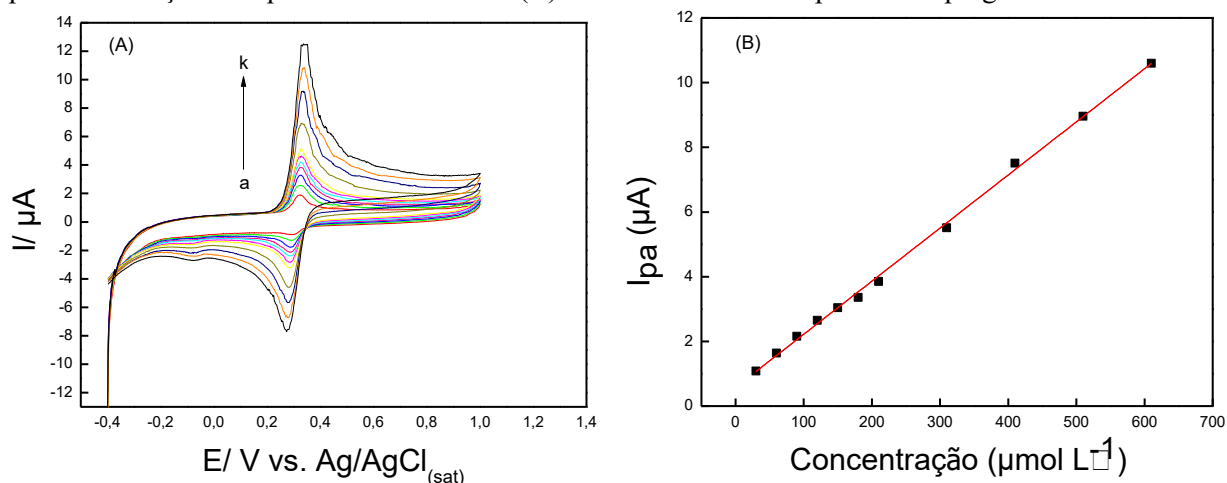 (A)
k
a
14
12
10
8
6
4
2
0
-2
-4
-6
-8
-10
-12
I/ µA
-0,4 -0,2 0,0 0,2 0,4 0,6 0,8 1,0 1,2 1,4
E/ V vs. Ag/AgCl(sat)
(B)
12
10
8
6
4
2
0
Ipa (µA)
0 100 200 300 400 500 600 700
Concentração (µmol L-1)